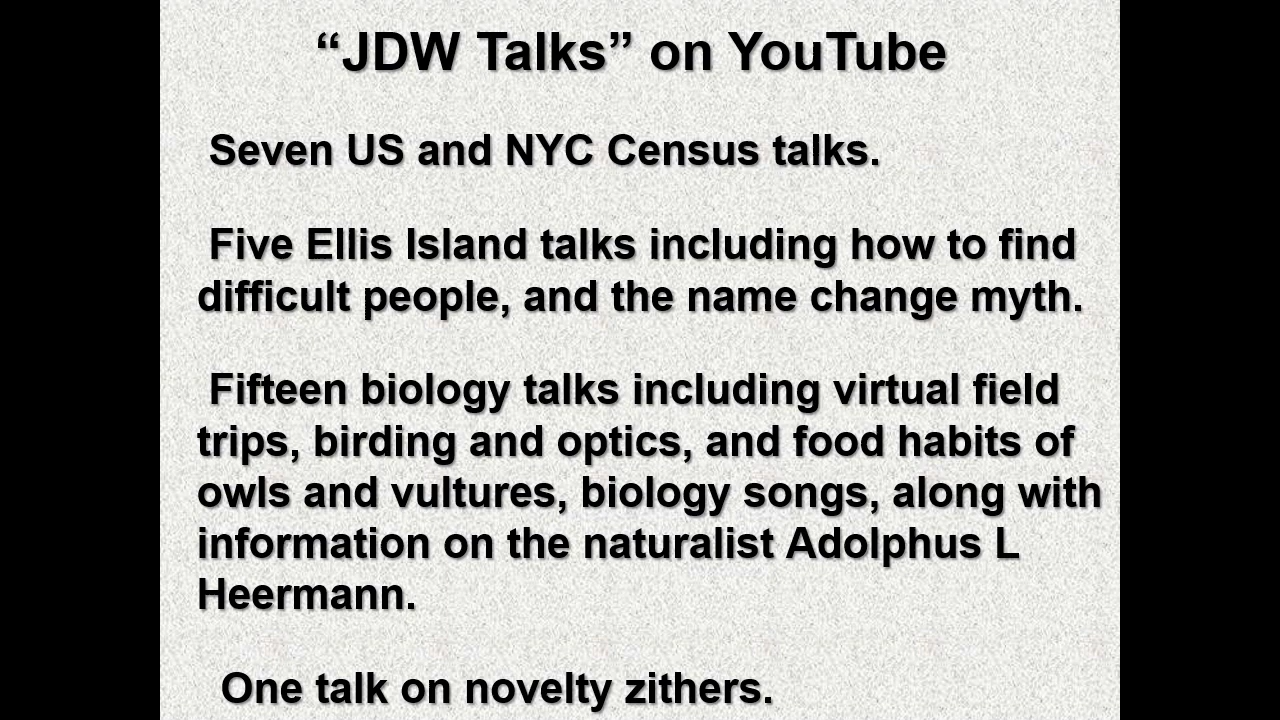 “JDW Talks” on YouTube
Seven US and NYC Census talks.
Five Ellis Island talks including how to find
difficult people, and the name change myth.
Fifteen biology talks including virtual field
trips, birding and optics, and food habits of
owls and vultures, biology songs, along with
information on the naturalist Adolphus L
Heermann.
One talk on novelty zithers.